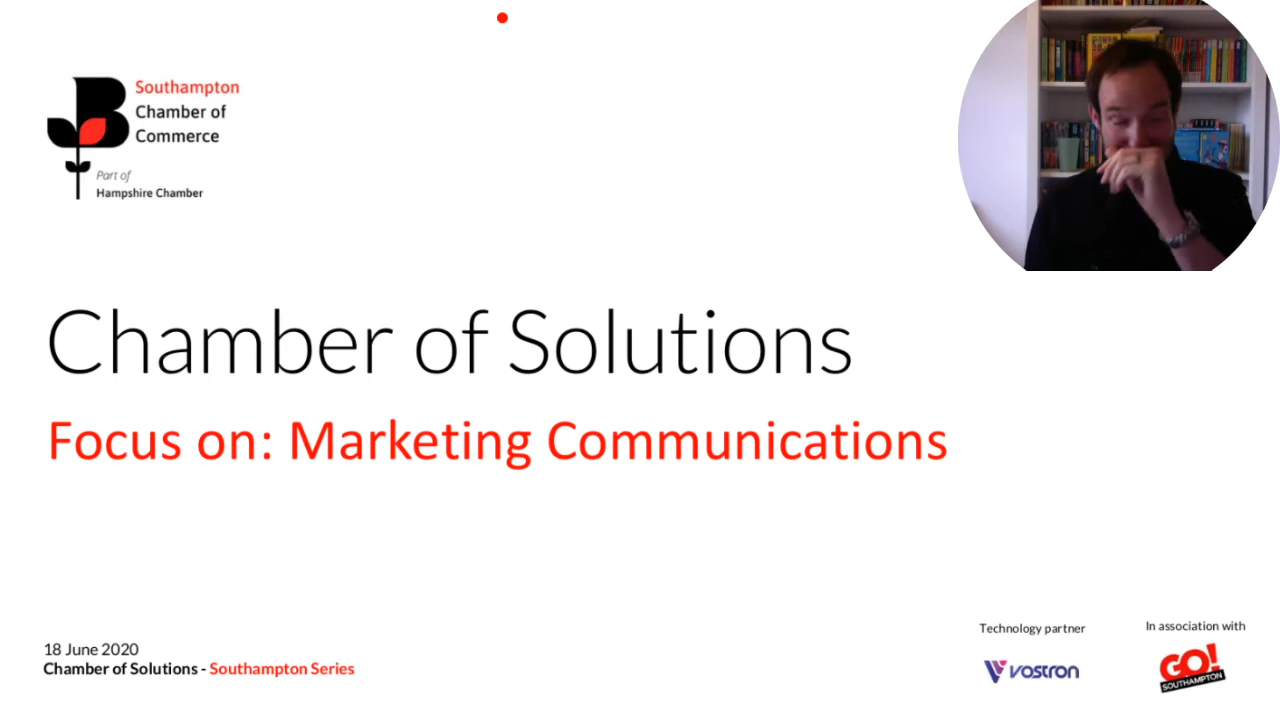 Southampton
Chamber of
Commerce
Part of
Hampshire Chamber
Chamber of Solutions
Focus on: Marketing Communications
18 June 2020
Chamber of Solutions - Southampton Series
Technology partner
vostron
In association with
GO!
SOUTHAMPTON